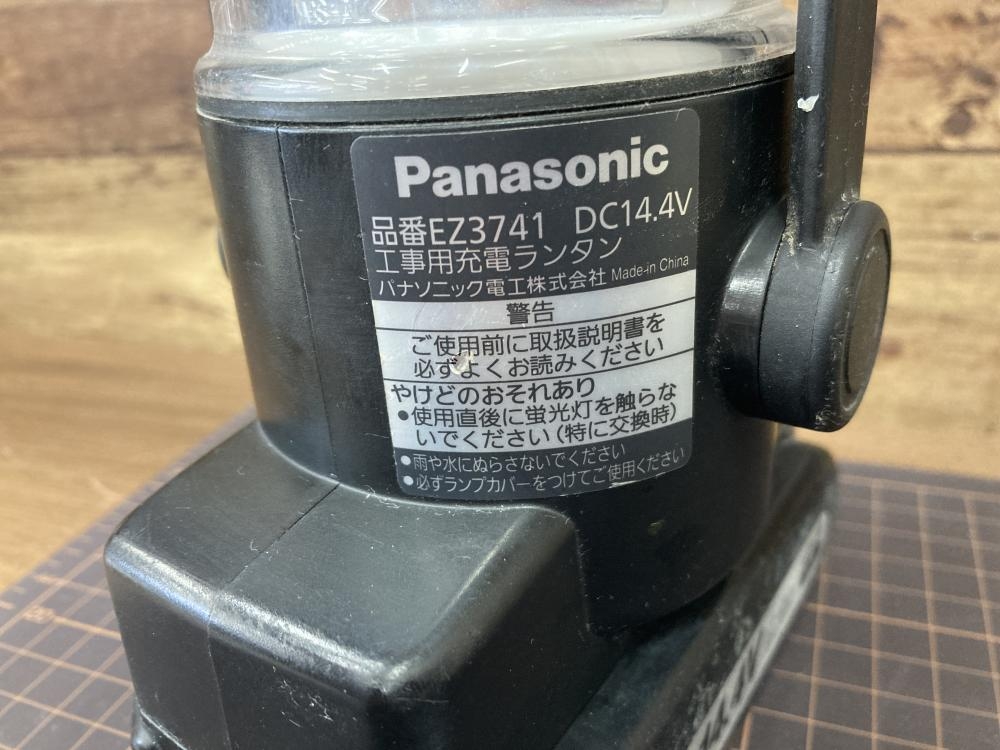 Panasonic
品番EZ3741 DC14.4V
工事用充電ランタン
パナソニック電工株式会社 Made in China
警告
ご使用前に取扱説明書を
必ずよくお読みください
やけどのおそれあり
●使用直後に蛍光灯を触らな
いでください(特に交換時)
●雨や水にぬらさないでください
●必ずランプカバーをつけてご使用ください